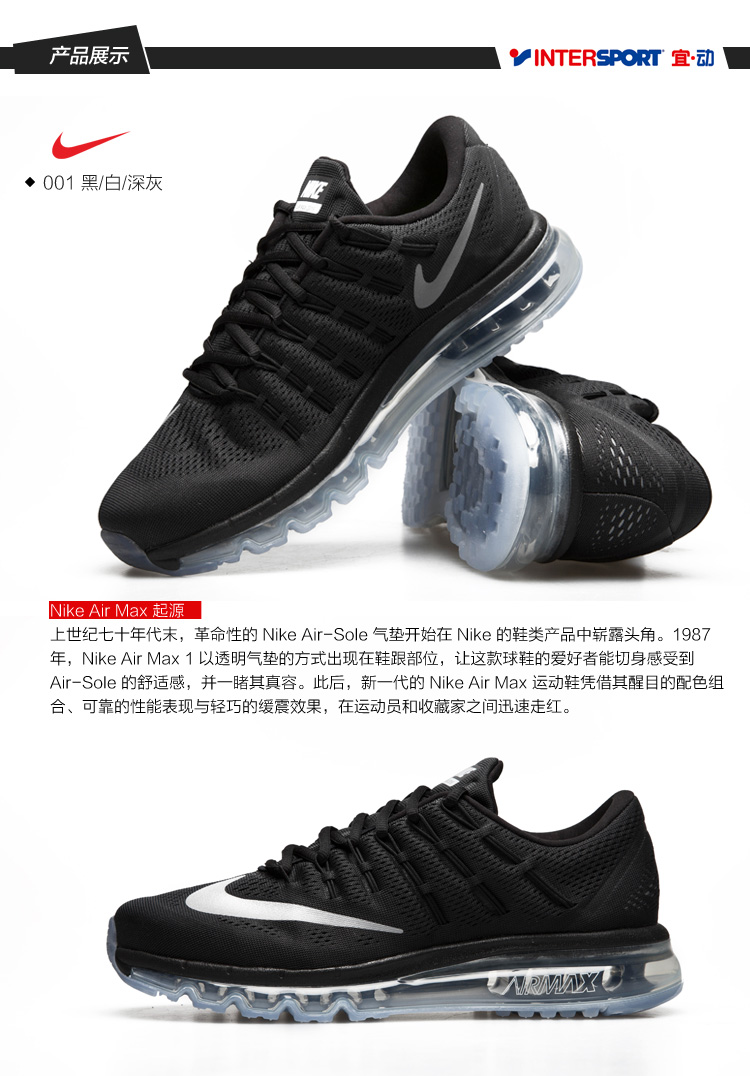 产品展示
INTERSPORT 宜·动
001 黑/白/深灰
NIKE
Nike Air Max 起源
上世纪七十年代末，革命性的 Nike Air-Sole 气垫开始在 Nike 的鞋类产品中崭露头角。1987
年，Nike Air Max 1 以透明气垫的方式出现在鞋跟部位，让这款球鞋的爱好者能切身感受到
Air-Sole 的舒适感，并一睹其真容。此后，新一代的 Nike Air Max 运动鞋凭借其醒目的配色组
合、可靠的性能表现与轻巧的缓震效果，在运动员和收藏家之间迅速走红。
NIKE
AIRMAX